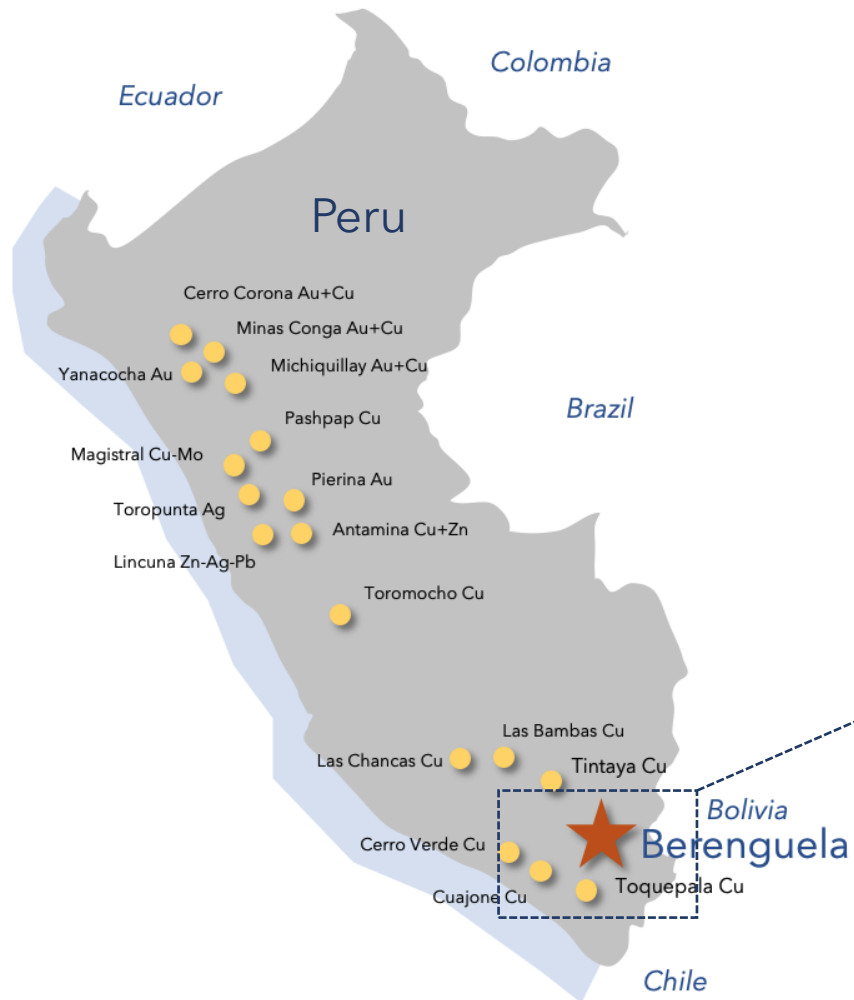 Colombia
Ecuador
Peru
Cerro Corona Au+Cu
Minas Conga Au+Cu
Michiquillay Au+Cu
Yanacocha Au
Brazil
Pashpap Cu
Magistral Cu-Mo
Pierina Au
Toropunta Ag
Antamina Cu+Zn
Lincuna Zn-Ag-Pb
Toromocho Cu
Las Bambas Cu
Las Chancas Cu
Tintaya Cu
Bolivia
Berenguela
Cerro Verde Cu
Toquepala Cu
Cuajone Cu
Chile